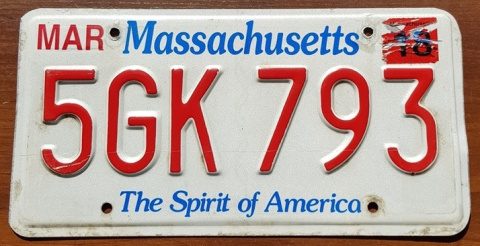 MAR Massachusetts 18
5GK 793
The Spirit of America